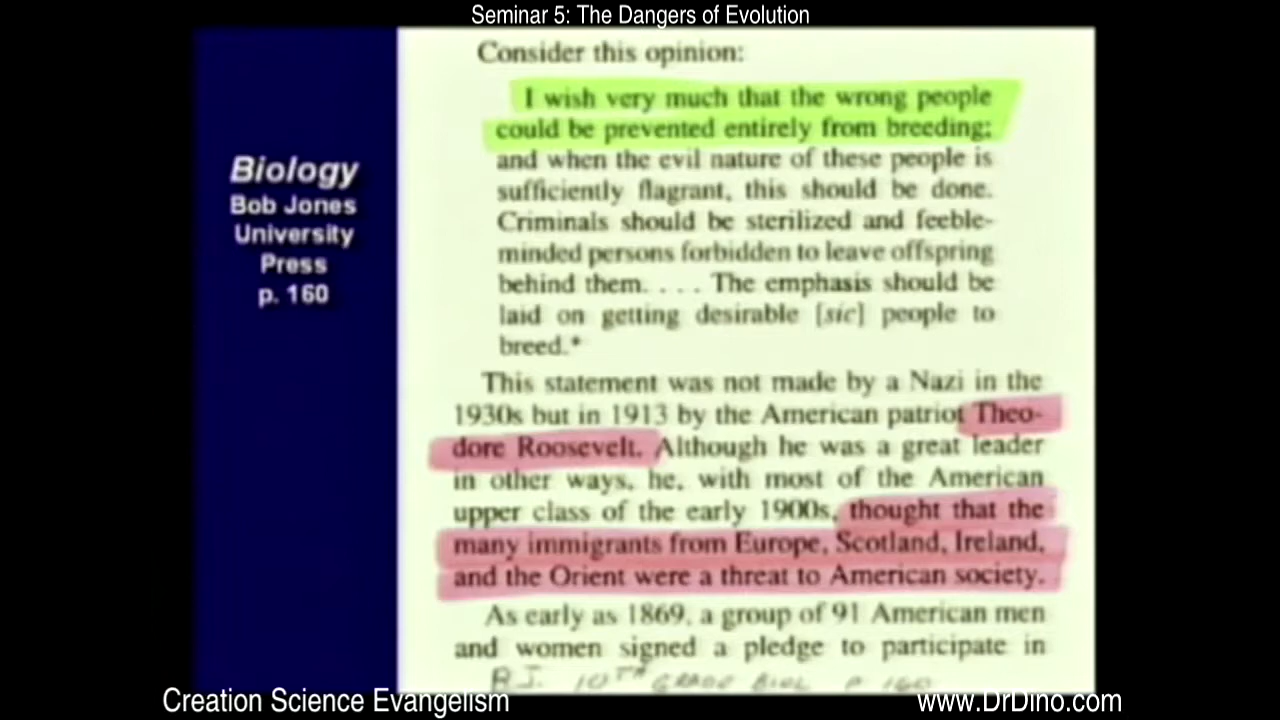 Seminar 5: The Dangers of Evolution
Biology
Bob Jones
University
Press
p. 160
Consider this opinion:
I wish very much that the wrong people
could be prevented entirely from breeding;
and when the evil nature of these people is
sufficiently flagrant, this should be done.
Criminals should be sterilized and feeble-
minded persons forbidden to leave offspring
behind them. . . . The emphasis should be
laid on getting desirable [sic] people to
breed.*
This statement was not made by a Nazi in the
1930s but in 1913 by the American patriot Theo-
dore Roosevelt. Although he was a great leader
in other ways, he, with most of the American
upper class of the early 1900s, thought that the
many immigrants from Europe, Scotland, Ireland,
and the Orient were a threat to American society.
As early as 1869, a group of 91 American men
and women signed a pledge to participate in
B.J. 10TH GRADE BIOL P 160
Creation Science Evangelism
www.DrDino.com